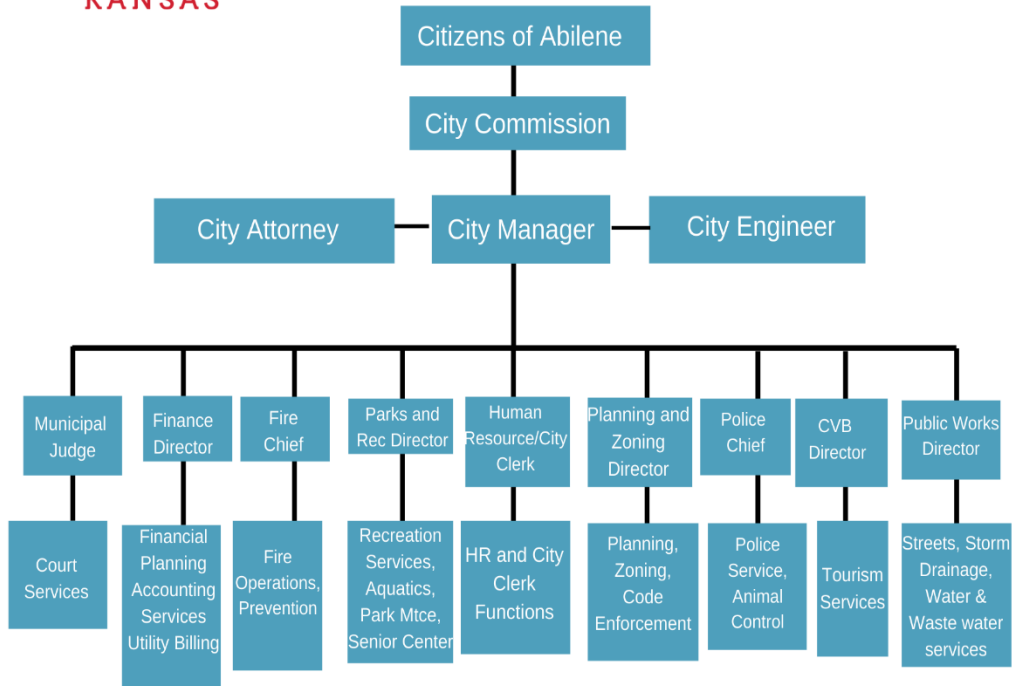 KANSAS
Citizens of Abilene
City Commission
City Attorney
City Manager
City Engineer
Municipal
Judge
Finance
Director
Fire
Chief
Parks and
Rec Director
Human
Resource/City
Clerk
Planning and
Zoning
Director
Police
Chief
CVB
Director
Public Works
Director
Court
Services
Financial
Planning
Accounting
Services
Utility Billing
Fire
Operations,
Prevention
Recreation
Services,
Aquatics,
Park Mtce,
Senior Center
HR and City
Clerk
Functions
Planning,
Zoning,
Code
Enforcement
Police
Service,
Animal
Control
Tourism
Services
Streets, Storm
Drainage,
Water &
Waste water
services